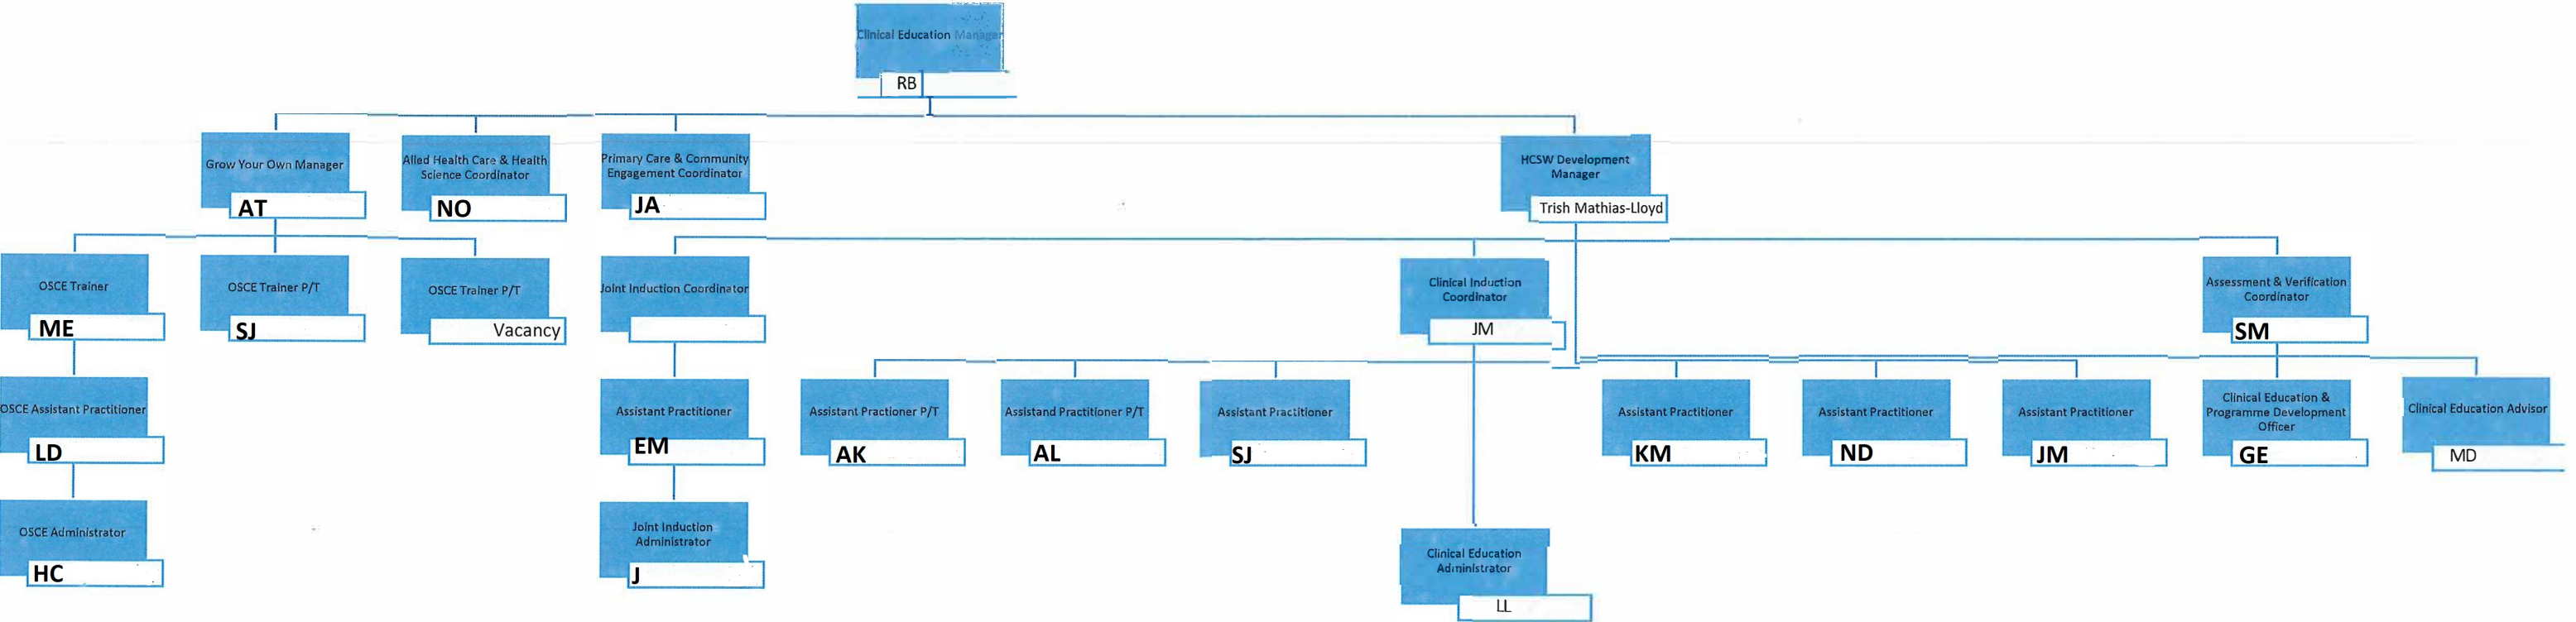 Clinical Education Manager
RB
Grow Your Own Manager
AT
Allied Health Care & Health
Science Coordinator
NO
Primary Care & Community
Engagement Coordinator
JA
HCSW Development
Manager
Trish Mathias-Lloyd
OSCE Trainer
ME
OSCE Trainer P/T
SJ
OSCE Trainer P/T
Vacancy
Joint Induction Coordinator
Clinical Induction
Coordinator
JM
Assessment & Verification
Coordinator
SM
OSCE Assistant Practitioner
LD
Assistant Practitioner
EM
Assistant Practioner P/T
AK
Assistand Practitioner P/T
AL
Assistant Practitioner
SJ
Assistant Practitioner
KM
Assistant Practitioner
ND
Assistant Practitioner
JM
Clinical Education &
Programme Development
Officer
GE
Clinical Education Advisor
MD
OSCE Administrator
HC
Joint Induction
Administrator
J
Clinical Education
Administrator
LL